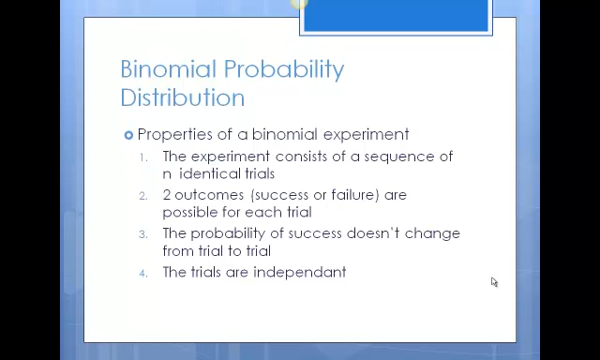 Binomial Probability
Distribution
Properties of a binomial experiment
1. The experiment consists of a sequence of
n identical trials
2. 2 outcomes (success or failure) are
possible for each trial
3. The probability of success doesn't change
from trial to trial
4. The trials are independant